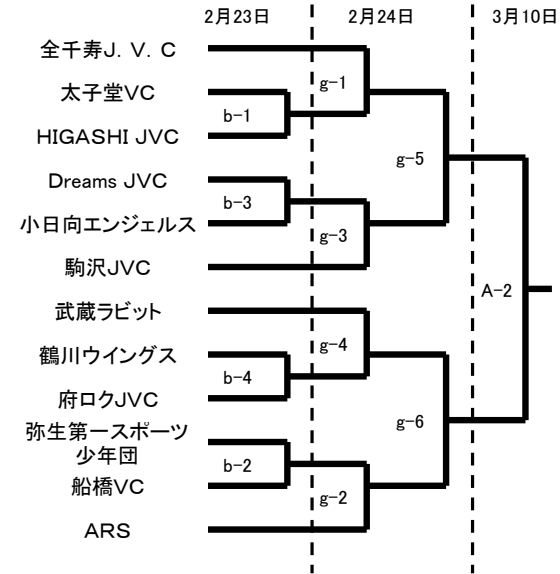 2月23日 2月24日 3月10日
全千寿J．V．C
g-1
太子堂VC
b-1
HIGASHI JVC
g-5
Dreams JVC
b-3
小日向エンジェルス
g-3
駒沢JVC
A-2
武蔵ラビット
g-4
鶴川ウイングス
b-4
府ロクJVC
g-6
弥生第一スポーツ
少年団
b-2
船橋VC
g-2
ARS